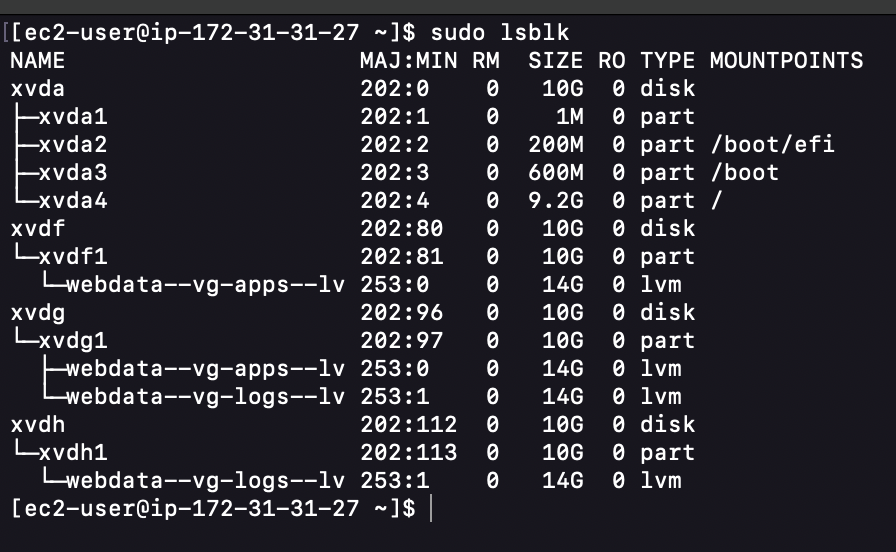 [[ec2-user@ip-172-31-31-27 ~]$ sudo lsblk
NAME                     MAJ:MIN RM  SIZE RO TYPE MOUNTPOINTS
xvda                     202:0    0   10G  0 disk
├─xvda1                  202:1    0    1M  0 part
├─xvda2                  202:2    0  200M  0 part /boot/efi
├─xvda3                  202:3    0  600M  0 part /boot
└─xvda4                  202:4    0  9.2G  0 part /
xvdf                     202:80   0   10G  0 disk
└─xvdf1                  202:81   0   10G  0 part
  └─webdata--vg-apps--lv 253:0    0   14G  0 lvm
xvdg                     202:96   0   10G  0 disk
└─xvdg1                  202:97   0   10G  0 part
  ├─webdata--vg-apps--lv 253:0    0   14G  0 lvm
  └─webdata--vg-logs--lv 253:1    0   14G  0 lvm
xvdh                     202:112  0   10G  0 disk
└─xvdh1                  202:113  0   10G  0 part
  └─webdata--vg-logs--lv 253:1    0   14G  0 lvm
[ec2-user@ip-172-31-31-27 ~]$